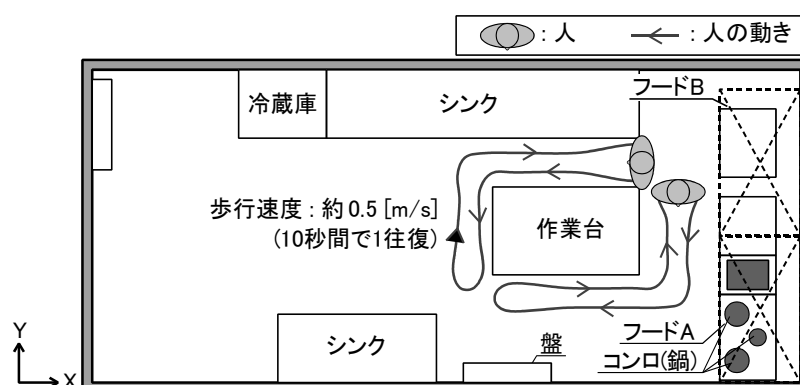 : 人 : 人の動き
フードB
冷蔵庫 シンク
歩行速度 : 約 0.5 [m/s]
(10秒間で1往復)
作業台
フードA
シンク 盤 コンロ(鍋)
Y
X